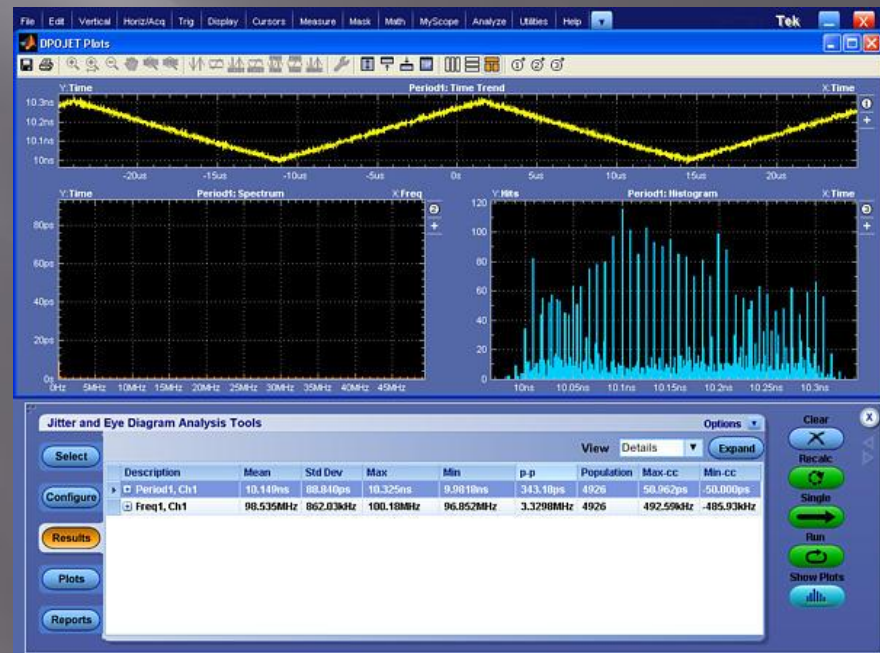 File Edit Vertical Horiz/Acq Trig Display Cursors Measure Mask Math MyScope Analyze Utilities Help Tek
DPOJET Plots
Y:Time Period1: Time Trend X:Time
10.3ns
10.2ns
10.1ns
10ns
-20us -15us -10us -5us 0s 5us 10us 15us 20us
Y:Time Period1: Spectrum X:Freq
80ps
60ps
40ps
20ps
0s
0Hz 5MHz 10MHz 15MHz 20MHz 25MHz 30MHz 35MHz 40MHz 45MHz
Y:Hits Period1: Histogram X:Time
120
100
80
60
40
20
0
10ns 10.05ns 10.1ns 10.15ns 10.2ns 10.25ns 10.3ns
Jitter and Eye Diagram Analysis Tools Options
View Details Expand
Select
Configure
Results
Plots
Reports
Description Mean Std Dev Max Min p-p Population Max-cc Min-cc
Period1, Ch1 10.149ns 88.840ps 10.325ns 9.9818ns 343.18ps 4926 50.962ps -50.000ps
Freq1, Ch1 98.535MHz 862.03kHz 100.18MHz 96.852MHz 3.3298MHz 4926 492.59kHz -485.93kHz
Clear
Recalc
Single
Run
Show Plots